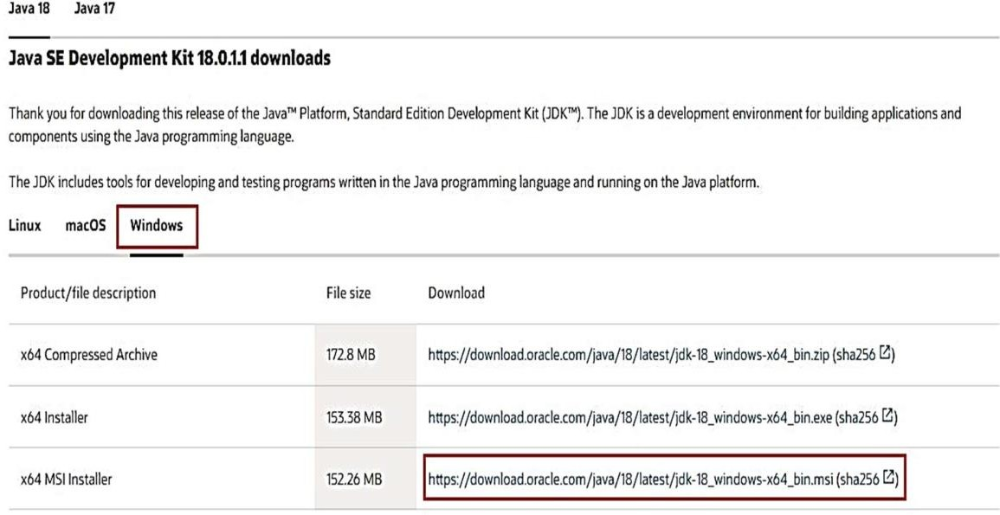 Java 18 Java 17
Java SE Development Kit 18.0.1.1 downloads
Thank you for downloading this release of the Java™ Platform, Standard Edition Development Kit (JDK™). The JDK is a development environment for building applications and
components using the Java programming language.
The JDK includes tools for developing and testing programs written in the Java programming language and running on the Java platform.
Linux macOS Windows
Product/file description File size Download
x64 Compressed Archive 172.8 MB https://download.oracle.com/java/18/latest/jdk-18_windows-x64_bin.zip (sha256)
x64 Installer 153.38 MB https://download.oracle.com/java/18/latest/jdk-18_windows-x64_bin.exe (sha256)
x64 MSI Installer 152.26 MB https://download.oracle.com/java/18/latest/jdk-18_windows-x64_bin.msi (sha256)